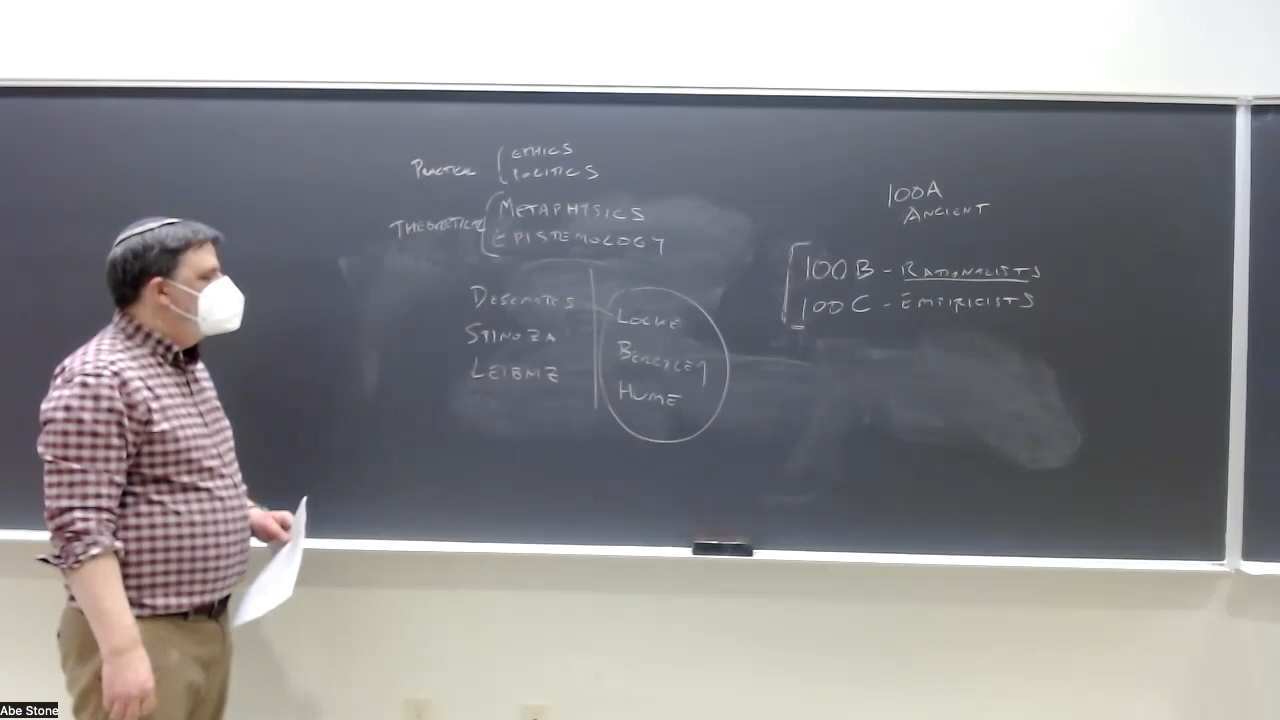 PRACTICAL ETHICS
POLITICS
THEORETICAL METAPHYSICS
EPISTEMOLOGY
DESCARTES
SPINOZA
LEIBNIZ
LOCKE
BERKELEY
HUME
100A
ANCIENT
100B - RATIONALISTS
100C - EMPIRICISTS
Abe Stone